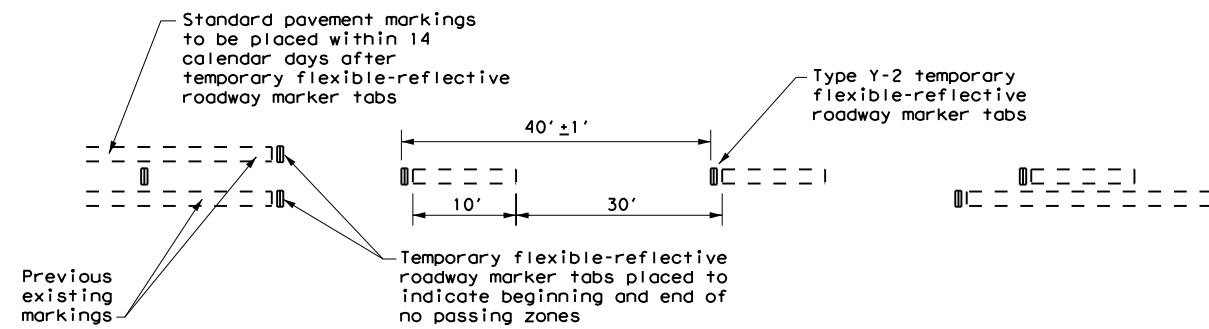 Standard pavement markings
to be placed within 14
calendar days after
temporary flexible-reflective
roadway marker tabs
Type Y-2 temporary
flexible-reflective
roadway marker tabs
40' ±1'
10'
30'
Previous
existing
markings
Temporary flexible-reflective
roadway marker tabs placed to
indicate beginning and end of
no passing zones